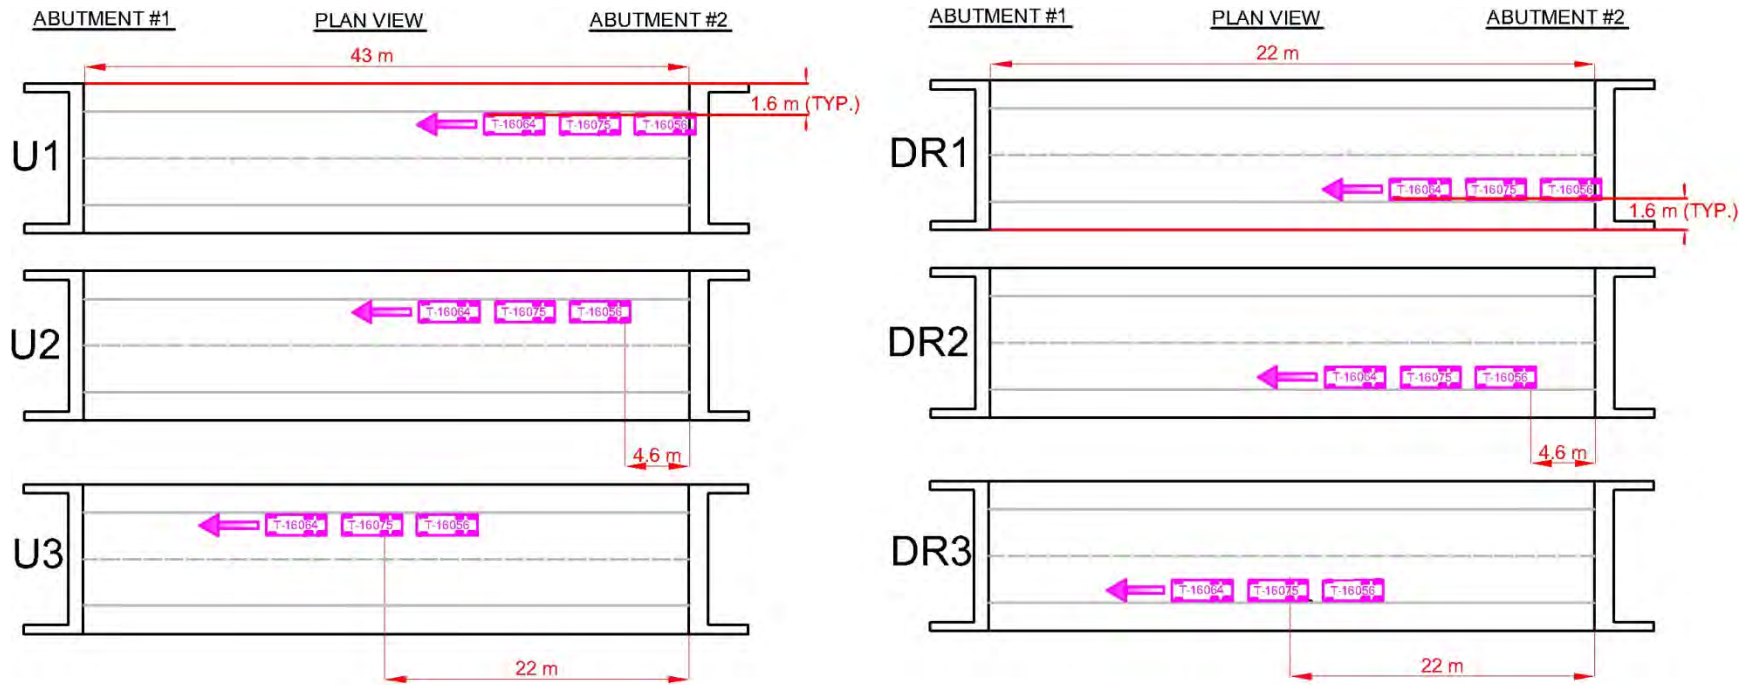 ABUTMENT #1 PLAN VIEW ABUTMENT #2
43 m
1.6 m (TYP.)
U1
T-16064 T-16075 T-16056
U2
T-16064 T-16075 T-16056
4.6 m
U3
T-16064 T-16075 T-16056
22 m
ABUTMENT #1 PLAN VIEW ABUTMENT #2
22 m
DR1
T-16064 T-16075 T-16056
1.6 m (TYP.)
DR2
T-16064 T-16075 T-16056
4.6 m
DR3
T-16064 T-16075 T-16056
22 m